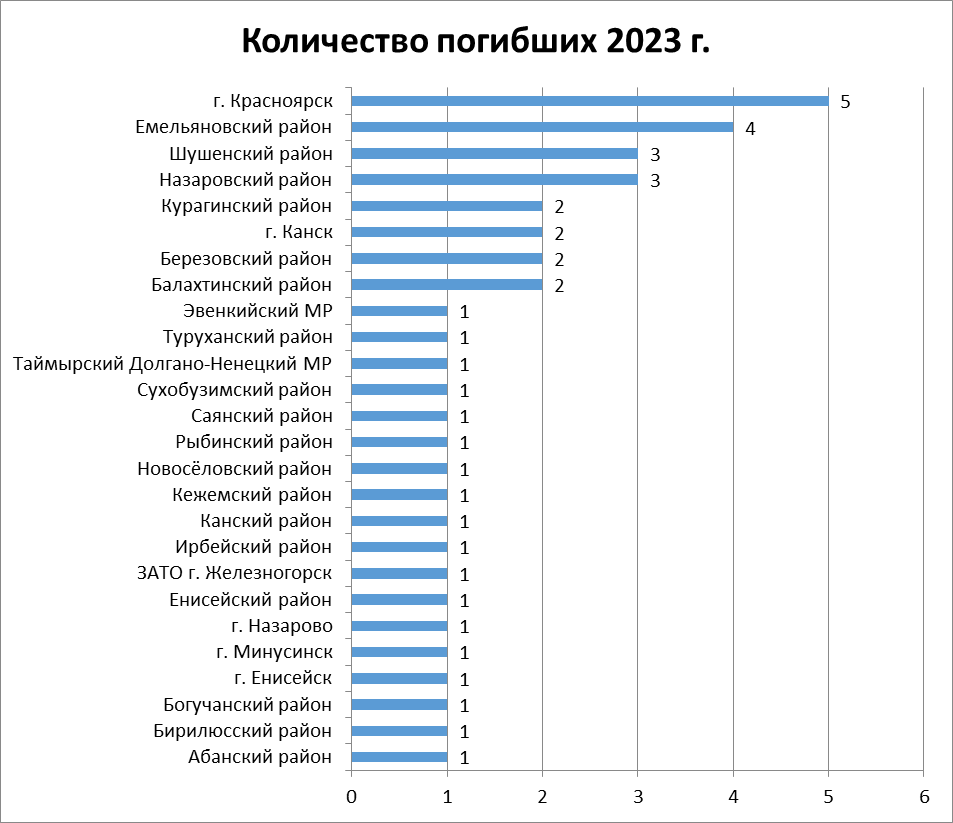 Количество погибших 2023 г.
г. Красноярск 5
Емельяновский район 4
Шушенский район 3
Назаровский район 3
Курагинский район 2
г. Канск 2
Березовский район 2
Балахтинский район 2
Эвенкийский МР 1
Туруханский район 1
Таймырский Долгано-Ненецкий МР 1
Сухобузимский район 1
Саянский район 1
Рыбинский район 1
Новосёловский район 1
Кежемский район 1
Канский район 1
Ирбейский район 1
ЗАТО г. Железногорск 1
Енисейский район 1
г. Назарово 1
г. Минусинск 1
г. Енисейск 1
Богучанский район 1
Бирилюсский район 1
Абанский район 1
0 1 2 3 4 5 6